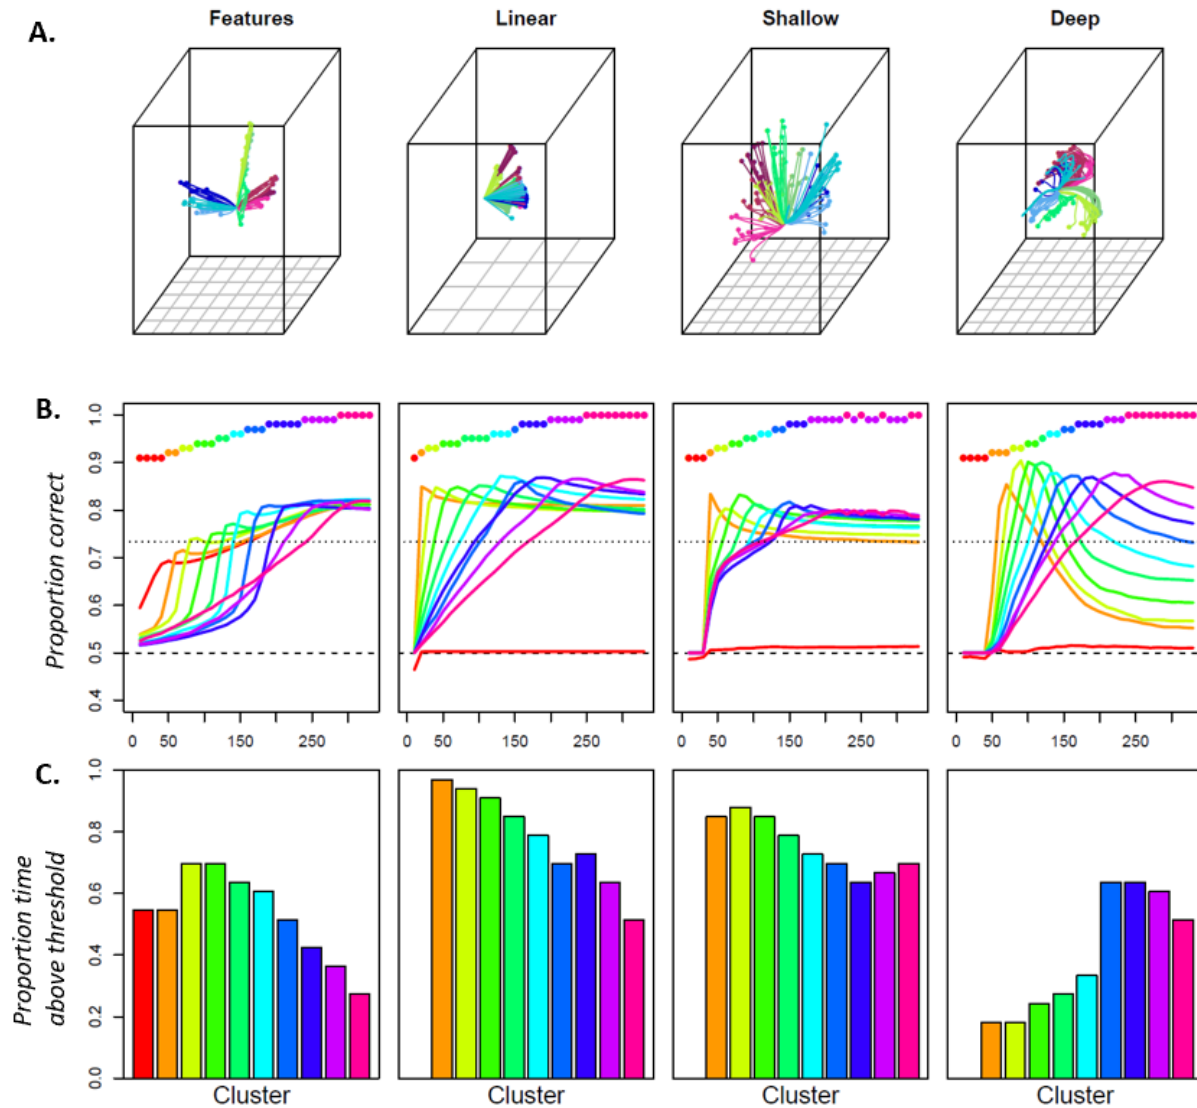 A.
Features Linear Shallow Deep
B.
Proportion correct
1.0
0.9
0.8
0.7
0.6
0.5
0.4
0 50 150 250 0 50 150 250 0 50 150 250 0 50 150 250
C.
Proportion time
above threshold
1.0
0.8
0.6
0.4
0.2
0.0
Cluster Cluster Cluster Cluster